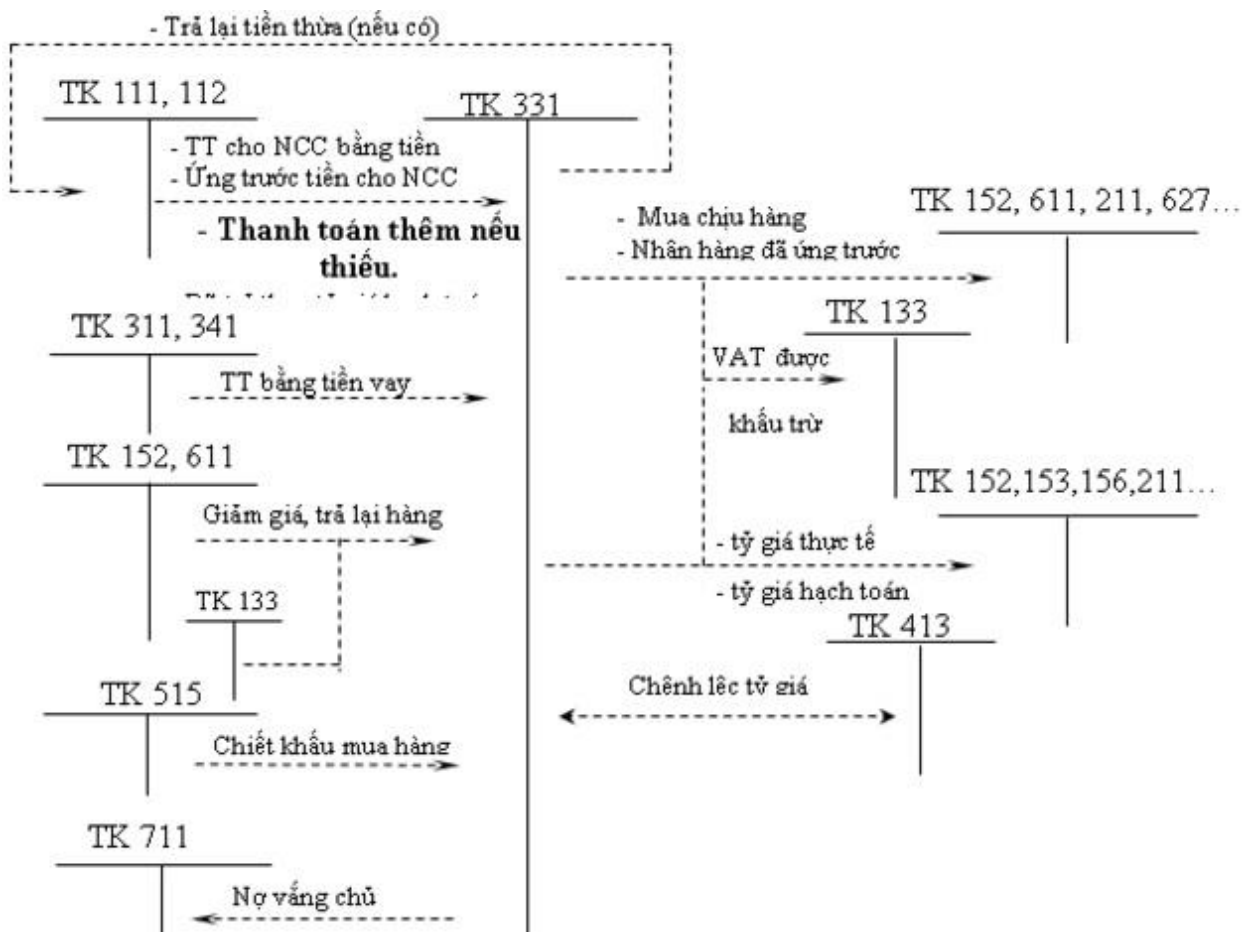 - Trả lại tiền thừa (nếu có)
TK 111, 112
TK 331
- TT cho NCC bằng tiền
- Ứng trước tiền cho NCC
- Thanh toán thêm nếu
thiếu.
TK 152, 611, 211, 627...
- Mua chịu hàng
- Nhân hàng đã ứng trước
TK 311, 341
TK 133
TT bằng tiền vay
VAT được
khấu trừ
TK 152, 611
TK 152,153,156,211...
Giảm giá, trả lại hàng
- tỷ giá thực tế
- tỷ giá hạch toán
TK 133
TK 413
TK 515
Chênh lêc tỷ giá
Chiết khấu mua hàng
TK 711
Nợ vắng chủ